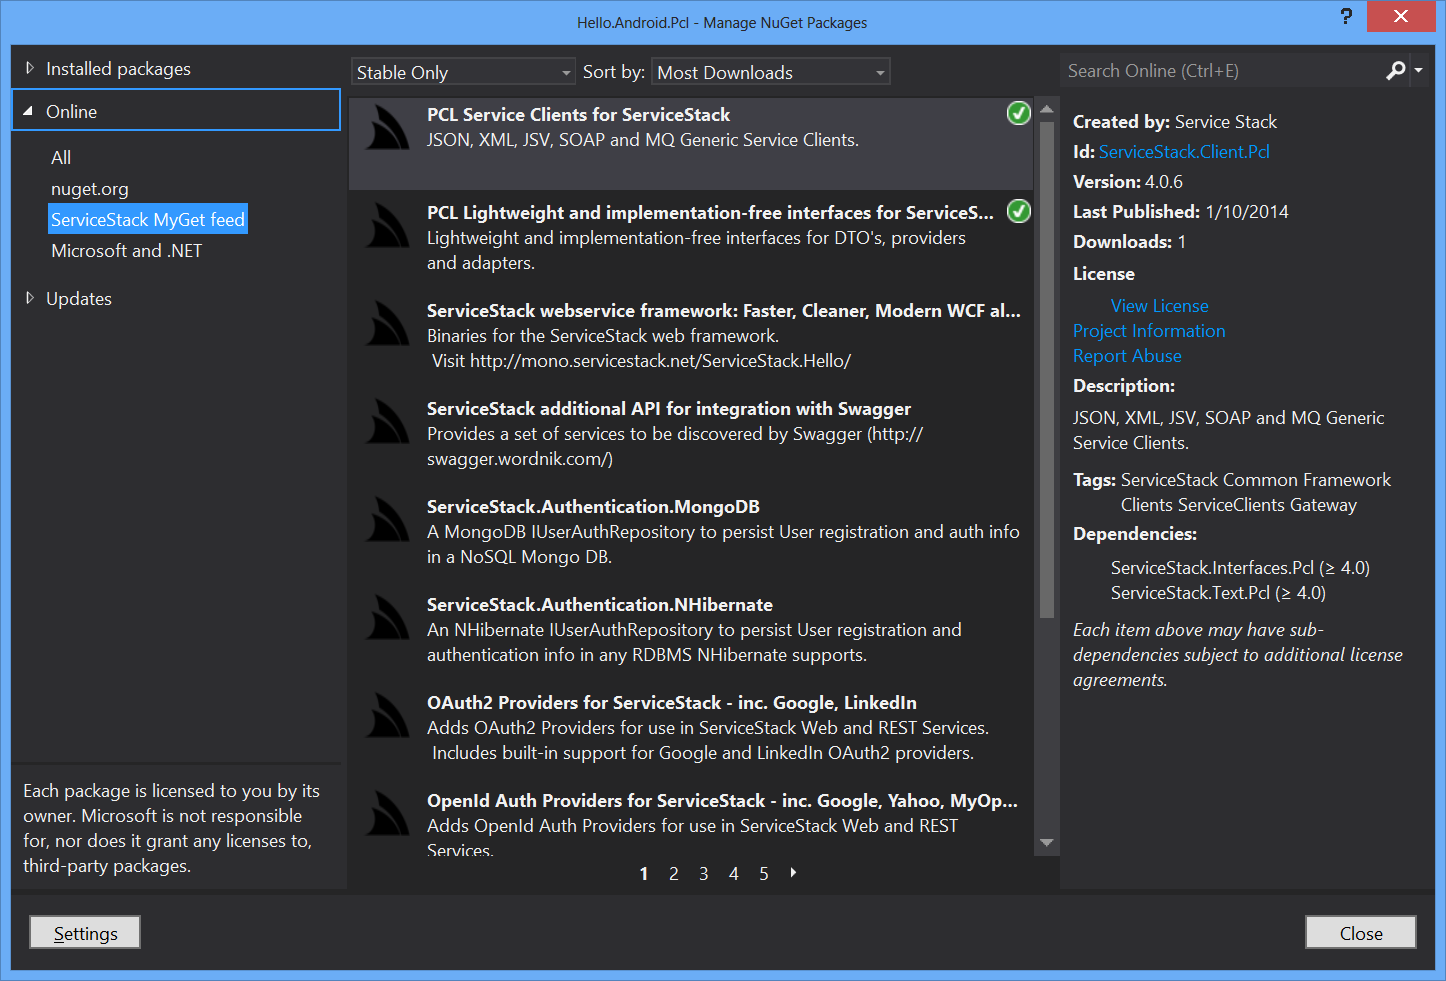 Hello.Android.Pcl - Manage NuGet Packages
?
Installed packages
Online
All
nuget.org
ServiceStack MyGet feed
Microsoft and .NET
Updates
Each package is licensed to you by its
owner. Microsoft is not responsible
for, nor does it grant any licenses to,
third-party packages.
Stable Only
Sort by:
Most Downloads
PCL Service Clients for ServiceStack
JSON, XML, JSV, SOAP and MQ Generic Service Clients.
PCL Lightweight and implementation-free interfaces for ServiceS...
Lightweight and implementation-free interfaces for DTO's, providers
and adapters.
ServiceStack webservice framework: Faster, Cleaner, Modern WCF al...
Binaries for the ServiceStack web framework.
Visit http://mono.servicestack.net/ServiceStack.Hello/
ServiceStack additional API for integration with Swagger
Provides a set of services to be discovered by Swagger (http://
swagger.wordnik.com/)
ServiceStack.Authentication.MongoDB
A MongoDB IUserAuthRepository to persist User registration and auth info
in a NoSQL Mongo DB.
ServiceStack.Authentication.NHibernate
An NHibernate IUserAuthRepository to persist User registration and
authentication info in any RDBMS NHibernate supports.
OAuth2 Providers for ServiceStack - inc. Google, LinkedIn
Adds OAuth2 Providers for use in ServiceStack Web and REST Services.
Includes built-in support for Google and LinkedIn OAuth2 providers.
OpenId Auth Providers for ServiceStack - inc. Google, Yahoo, MyOp...
Adds OpenId Auth Providers for use in ServiceStack Web and REST
Services.
1 2 3 4 5
Search Online (Ctrl+E)
Created by: Service Stack
Id: ServiceStack.Client.Pcl
Version: 4.0.6
Last Published: 1/10/2014
Downloads: 1
License
View License
Project Information
Report Abuse
Description:
JSON, XML, JSV, SOAP and MQ Generic
Service Clients.
Tags: ServiceStack Common Framework
Clients ServiceClients Gateway
Dependencies:
ServiceStack.Interfaces.Pcl (≥ 4.0)
ServiceStack.Text.Pcl (≥ 4.0)
Each item above may have sub-
dependencies subject to additional license
agreements.
Settings
Close